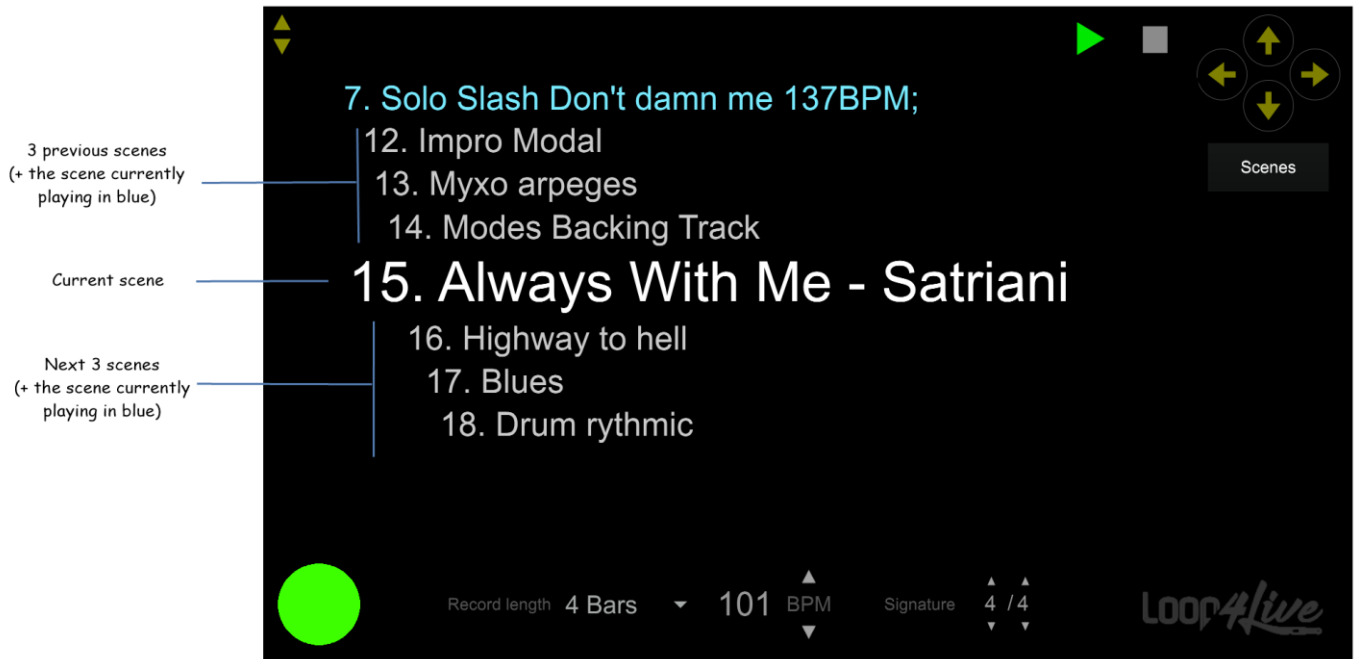 7. Solo Slash Don't damn me 137BPM;
12. Impro Modal
3 previous scenes
(+ the scene currently
playing in blue)
13. Myxo arpeges
14. Modes Backing Track
Scenes
Current scene
15. Always With Me - Satriani
16. Highway to hell
Next 3 scenes
(+ the scene currently
playing in blue)
17. Blues
18. Drum rythmic
Record length 4 Bars 101 BPM Signature 4 / 4
Loop4Live